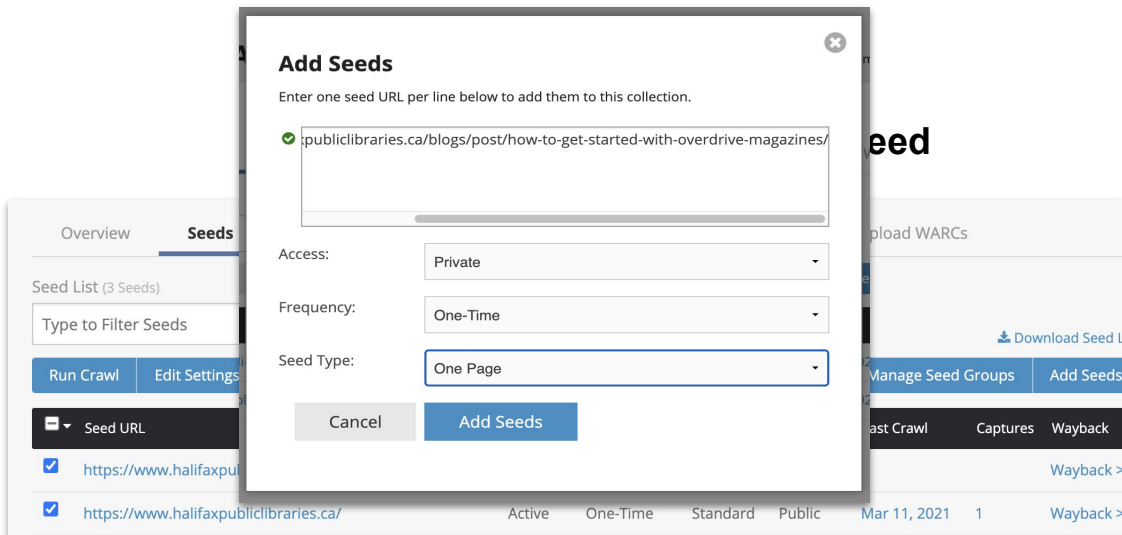 Add Seeds
Enter one seed URL per line below to add them to this collection.
:publiclibraries.ca/blogs/post/how-to-get-started-with-overdrive-magazines/
eed
Overview Seeds pload WARCs
Access: Private
Seed List (3 Seeds)
Frequency: One-Time
Type to Filter Seeds
Download Seed L
Seed Type: One Page
Run Crawl Edit Settings Manage Seed Groups Add Seeds
Cancel Add Seeds
Seed URL ast Crawl Captures Wayback
https://www.halifaxpul Wayback >
https://www.halifaxpubliclibraries.ca/ Active One-Time Standard Public Mar 11, 2021 1 Wayback >